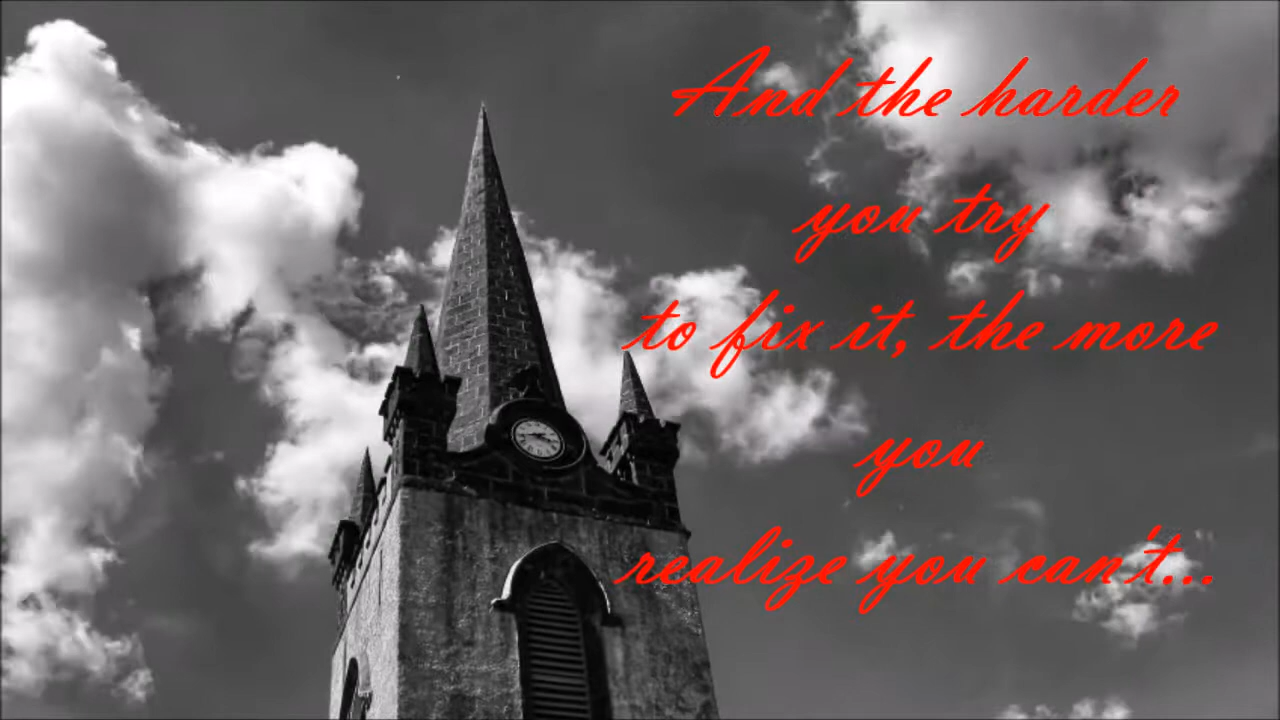 And the harder
you try
to fix it, the more
you
realize you can't...